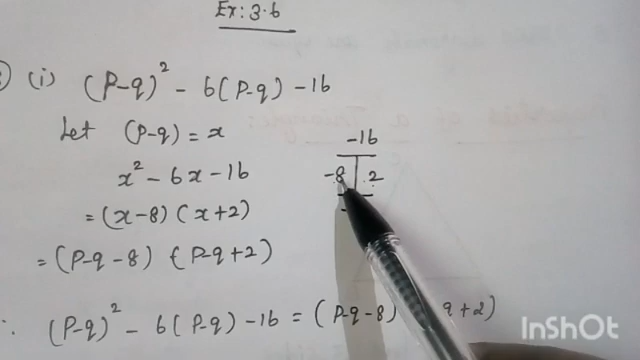 Ex: 3.6
(i) (P-q)² - 6(P-q) - 16
Let (P-q) = x
x² - 6x - 16
= (x-8) (x+2)
= (P-q-8) (P-q+2)
-16
-8 2
∴ (P-q)² - 6(P-q) - 16 = (P-q-8) q+2)
InShOt